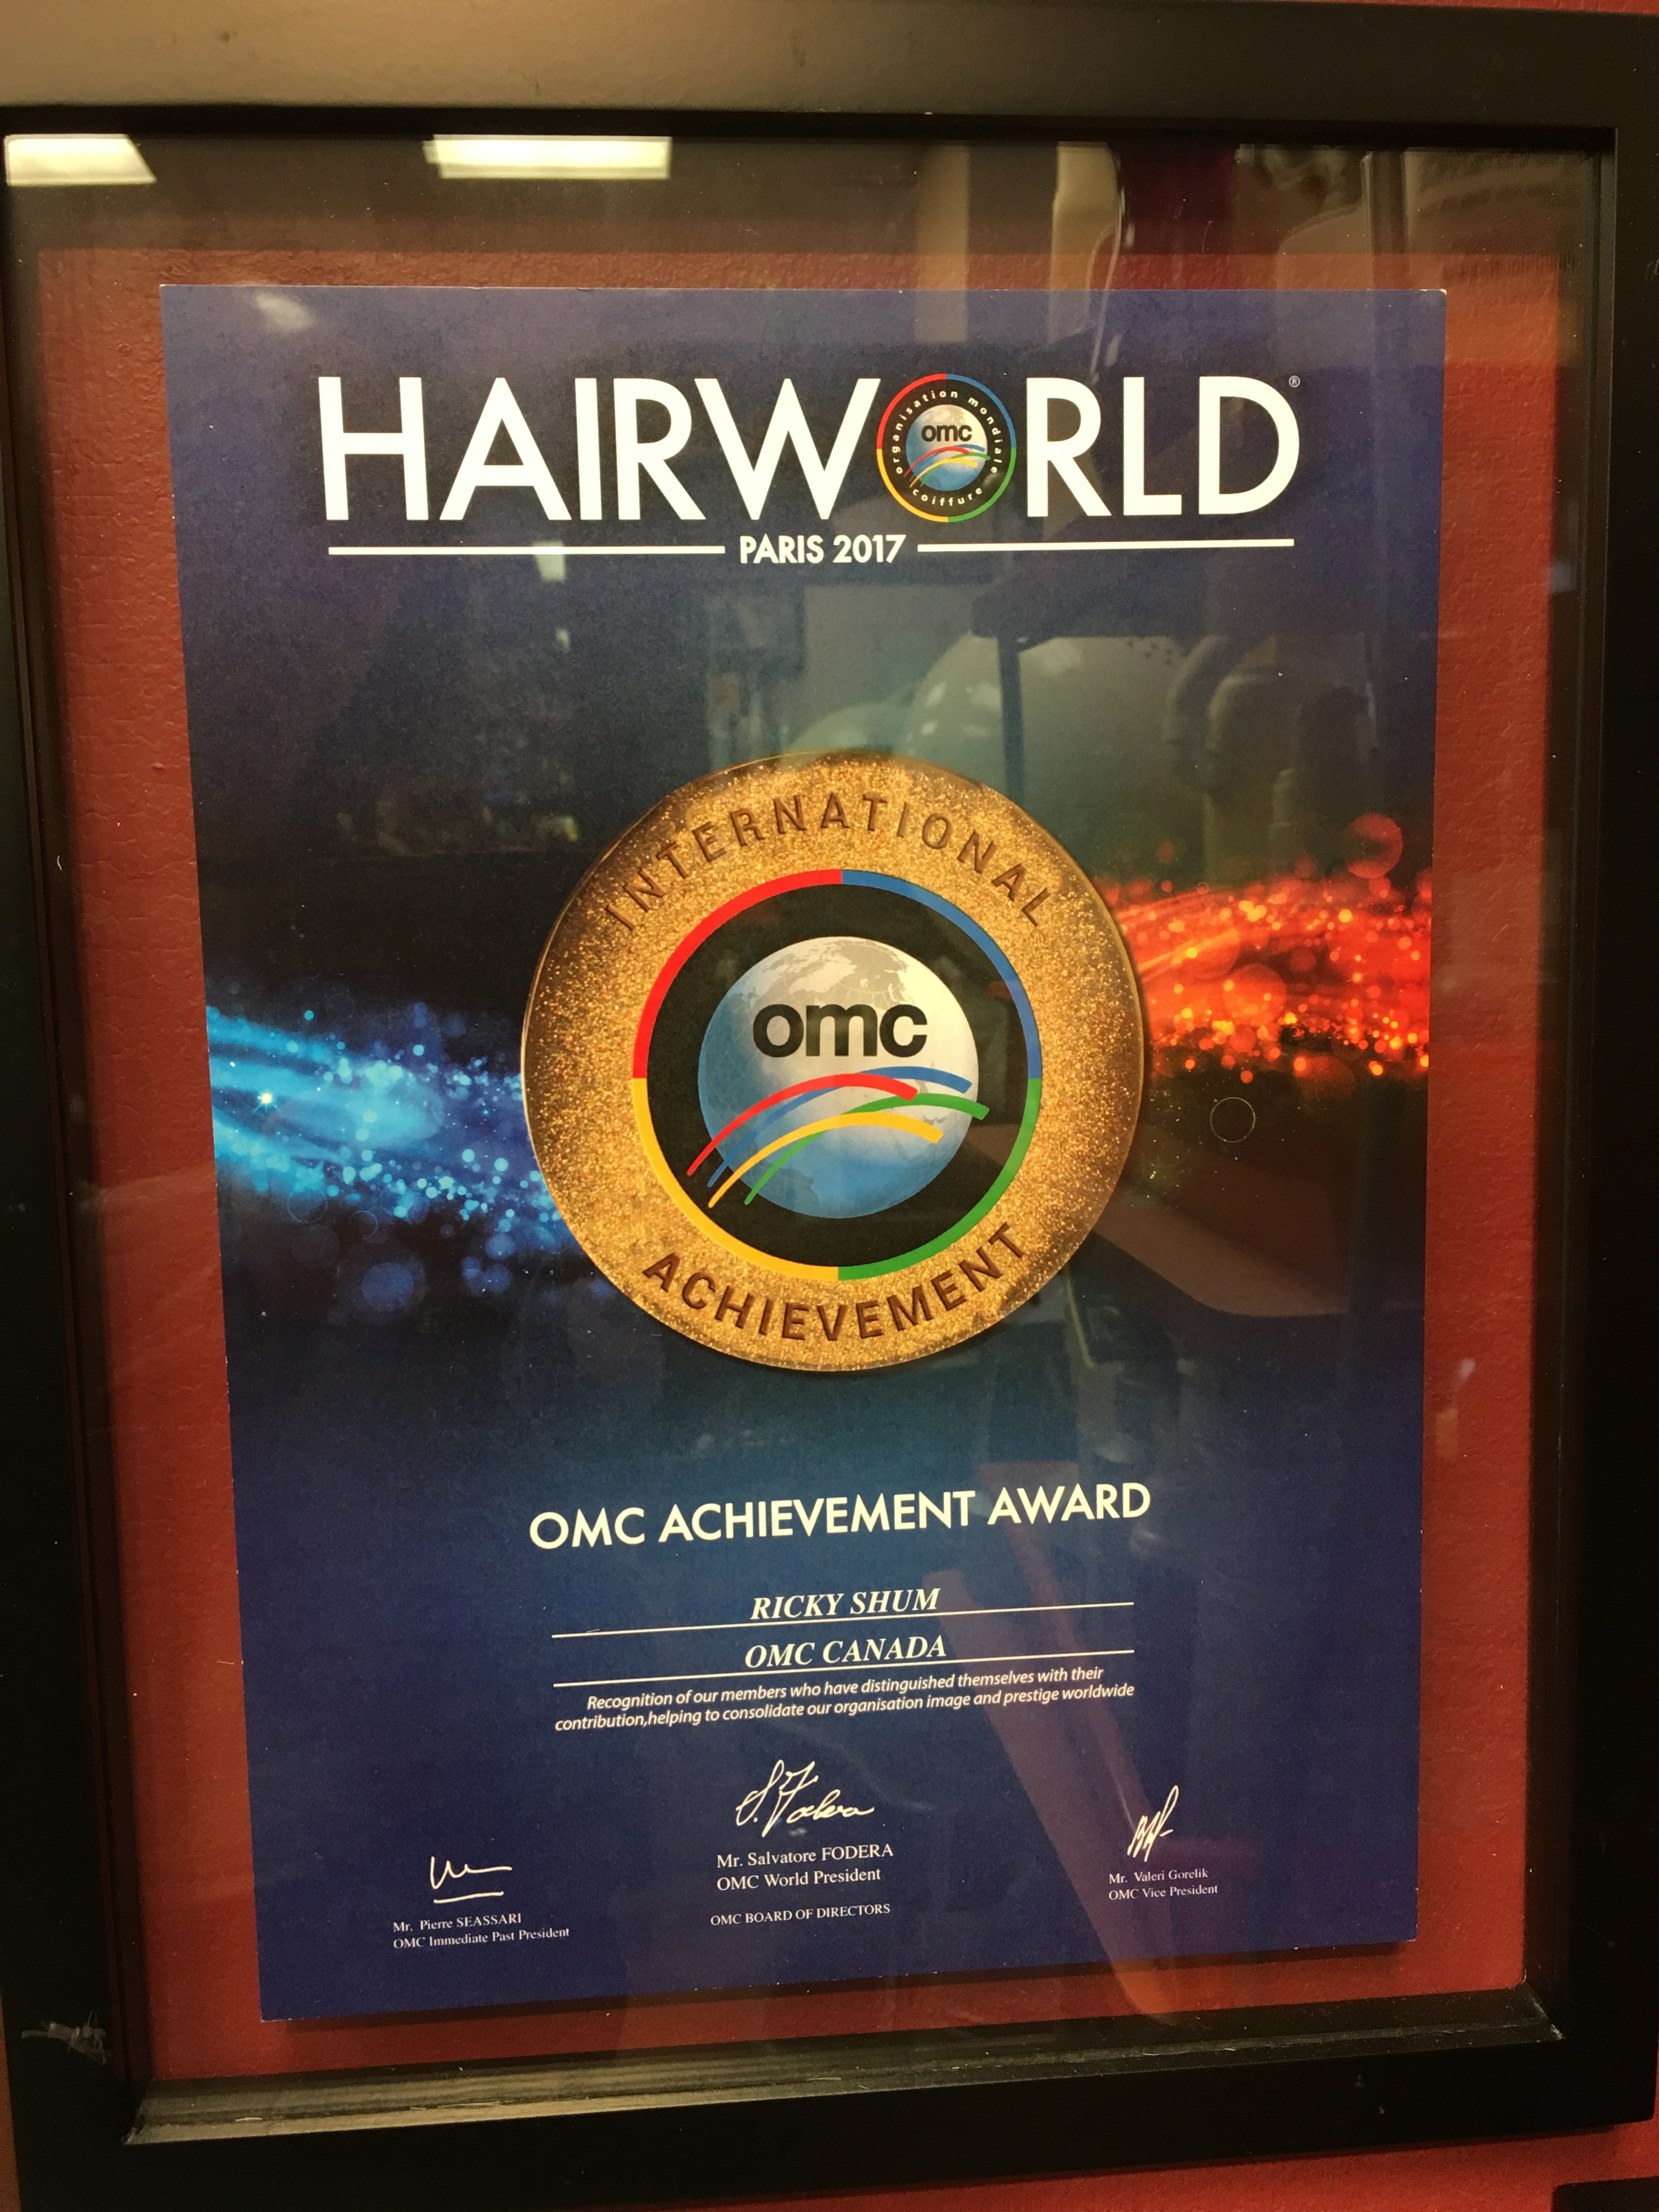 HAIRWORLD®
organisation mondiale coiffure
omc
PARIS 2017
INTERNATIONAL
omc
ACHIEVEMENT
OMC ACHIEVEMENT AWARD
RICKY SHUM
OMC CANADA
Recognition of our members who have distinguished themselves with their
contribution,helping to consolidate our organisation image and prestige worldwide
S. Fodera
Mr. Salvatore FODERA
OMC World President
OMC BOARD OF DIRECTORS
Mr. Pierre SEASSARI
OMC Immediate Past President
Mr. Valeri Gorelik
OMC Vice President